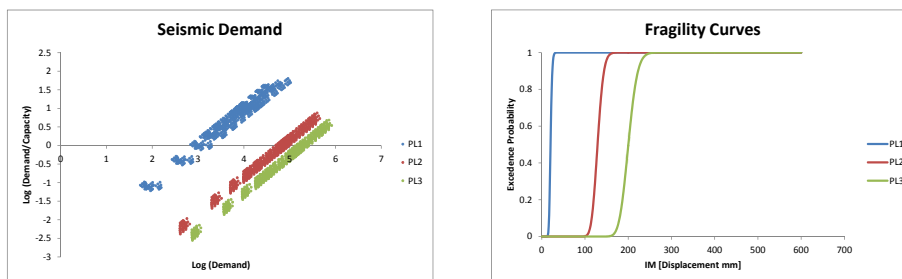 Seismic Demand
2.5
2
1.5
1
0.5
0
-0.5
-1
-1.5
-2
-2.5
-3
0 1 2 3 4 5 6 7
Log (Demand/Capacity)
Log (Demand)
PL1
PL2
PL3
Fragility Curves
1
0.8
0.6
0.4
0.2
0
0 100 200 300 400 500 600 700
Exceedence Probability
IM [Displacement mm]
PL1
PL2
PL3